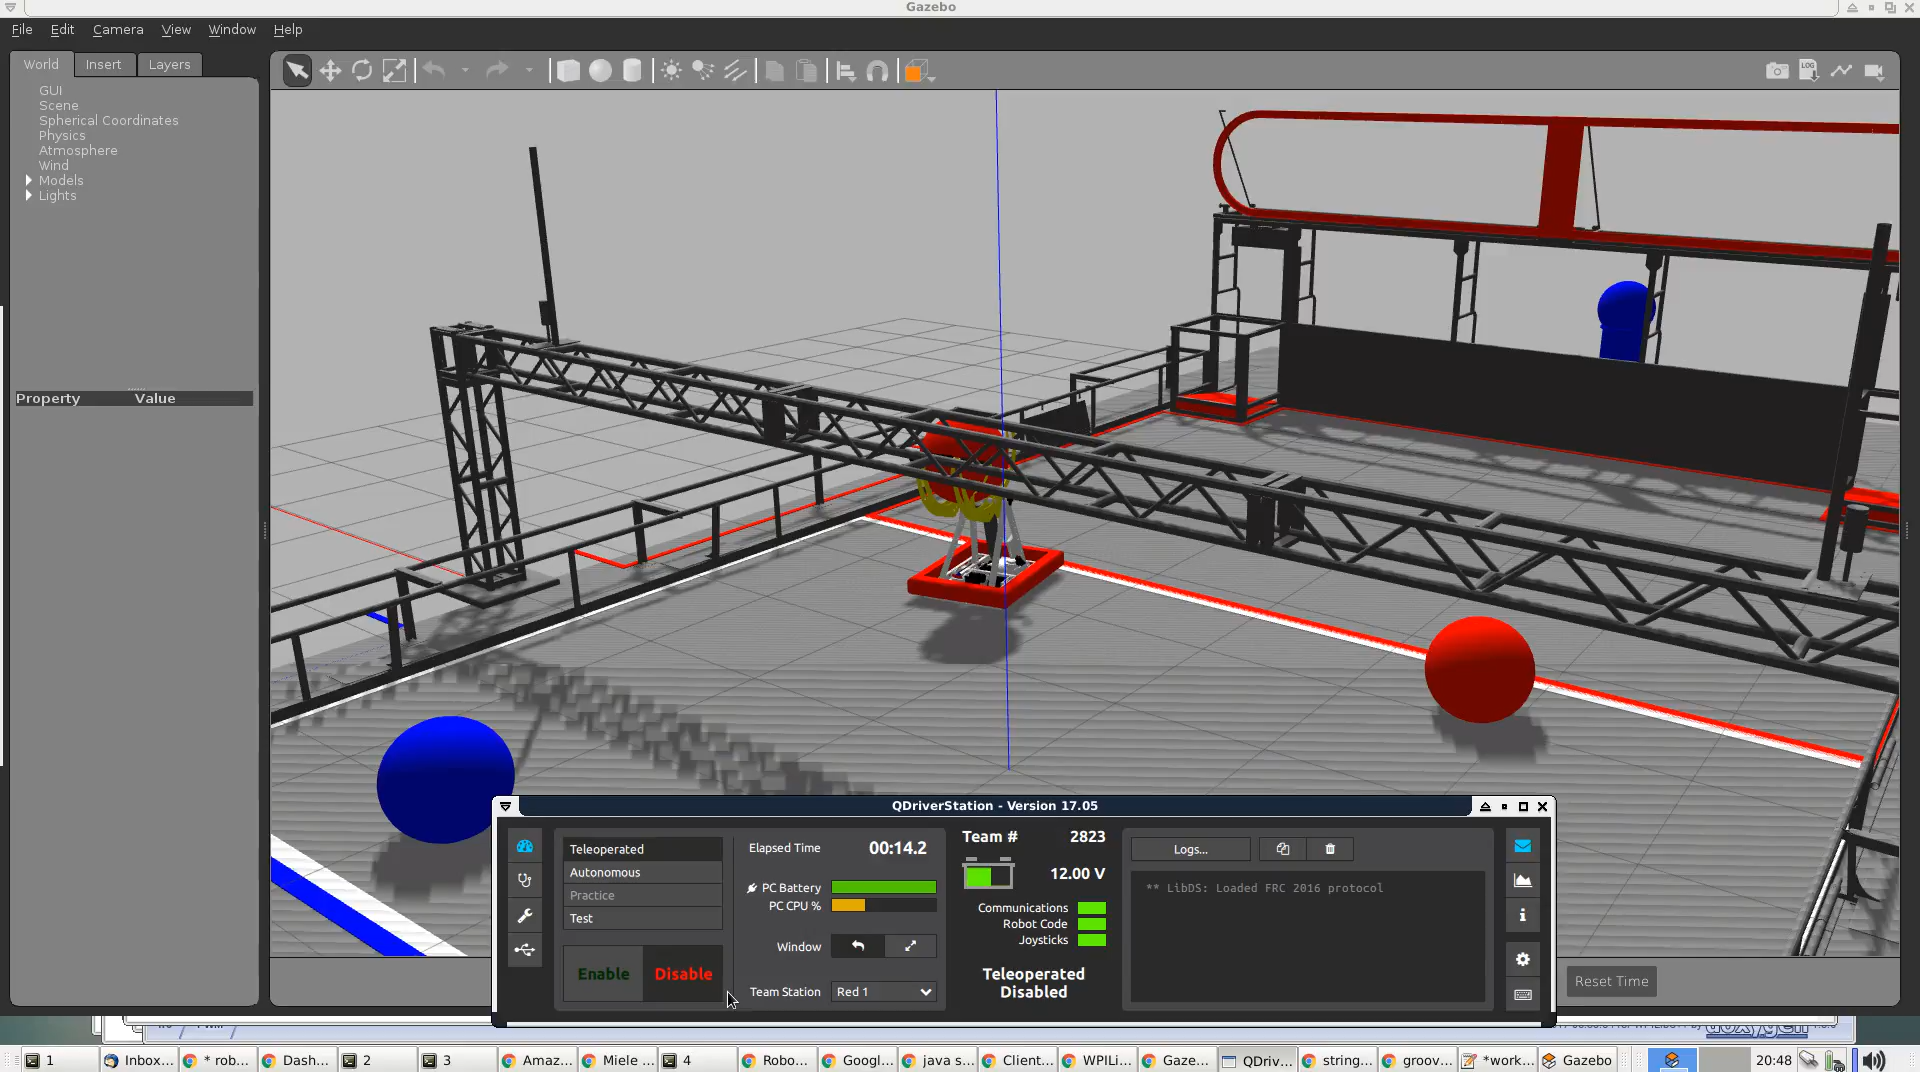 Gazebo
File Edit Camera View Window Help
World Insert Layers
LOG
GUI
Scene
Spherical Coordinates
Physics
Atmosphere
Wind
Models
Lights
Property Value
QDriverStation - Version 17.05
Teleoperated
Autonomous
Practice
Test
Enable Disable
Elapsed Time 00:14.2
PC Battery
PC CPU %
Window
Team Station Red 1
Team # 2823
12.00 V
Communications
Robot Code
Joysticks
Teleoperated
Disabled
Logs...
** LibDS: Loaded FRC 2016 protocol
Reset Time
1 Inbox... * rob... Dash... 2 3 Amaz... Miele ... 4 Robo... Googl... java s... Client... WPILi... Gaze... QDriv... string... groov... *work... Gazebo 20:48